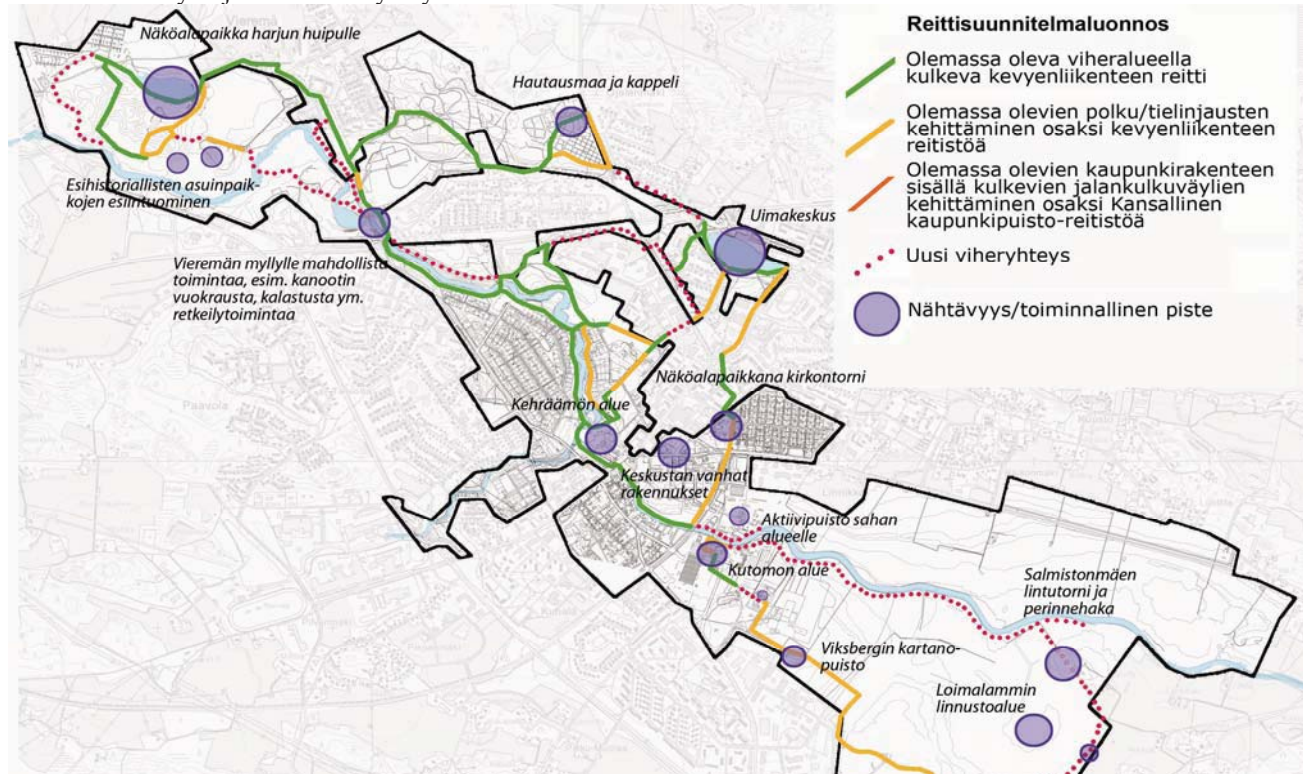 Näköalapaikka harjun huipulle
Vieremä
Hautausmaa ja kappeli
Esihistoriallisten asuinpaik-
kojen esiintuominen
Uimakeskus
Vieremän myllylle mahdollista
toimintaa, esim. kanootin
vuokrausta, kalastusta ym.
retkeilytoimintaa
Paavola
Kehräämön alue
Näköalapaikkana kirkontorni
Keskustan vanhat
rakennukset
Aktiivipuisto sahan
alueelle
Kutomon alue
Salmistonmäen
lintutorni ja
perinnehaka
Viksbergin kartano-
puisto
Loimalammin
linnustoalue
Reittisuunnitelmaluonnos
Olemassa oleva viheralueella
kulkeva kevyenliikenteen reitti
Olemassa olevien polku/tielinjausten
kehittäminen osaksi kevyenliikenteen
reitistöä
Olemassa olevien kaupunkirakenteen
sisällä kulkevien jalankulkuväylien
kehittäminen osaksi Kansallinen
kaupunkipuisto-reitistöä
Uusi viheryhteys
Nähtävyys/toiminnallinen piste